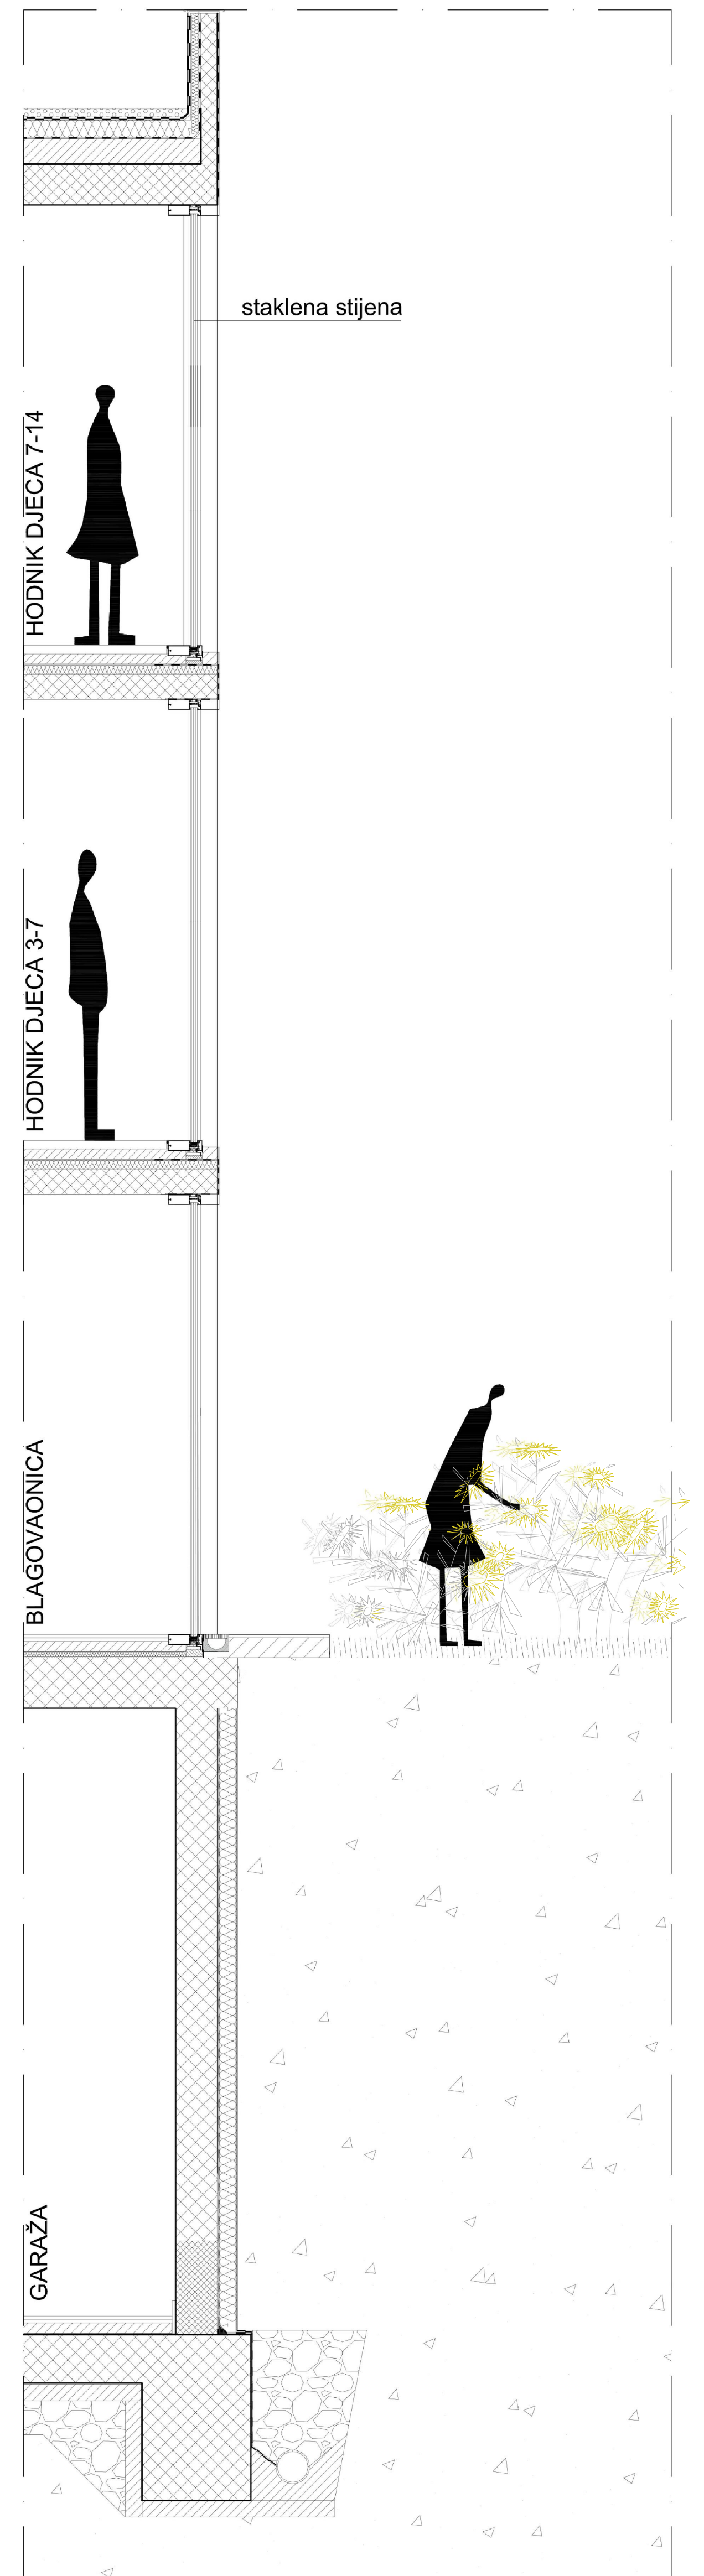 staklena stijena
HODNIK DJECA 7-14
HODNIK DJECA 3-7
BLAGOVAONICA
GARAŽA